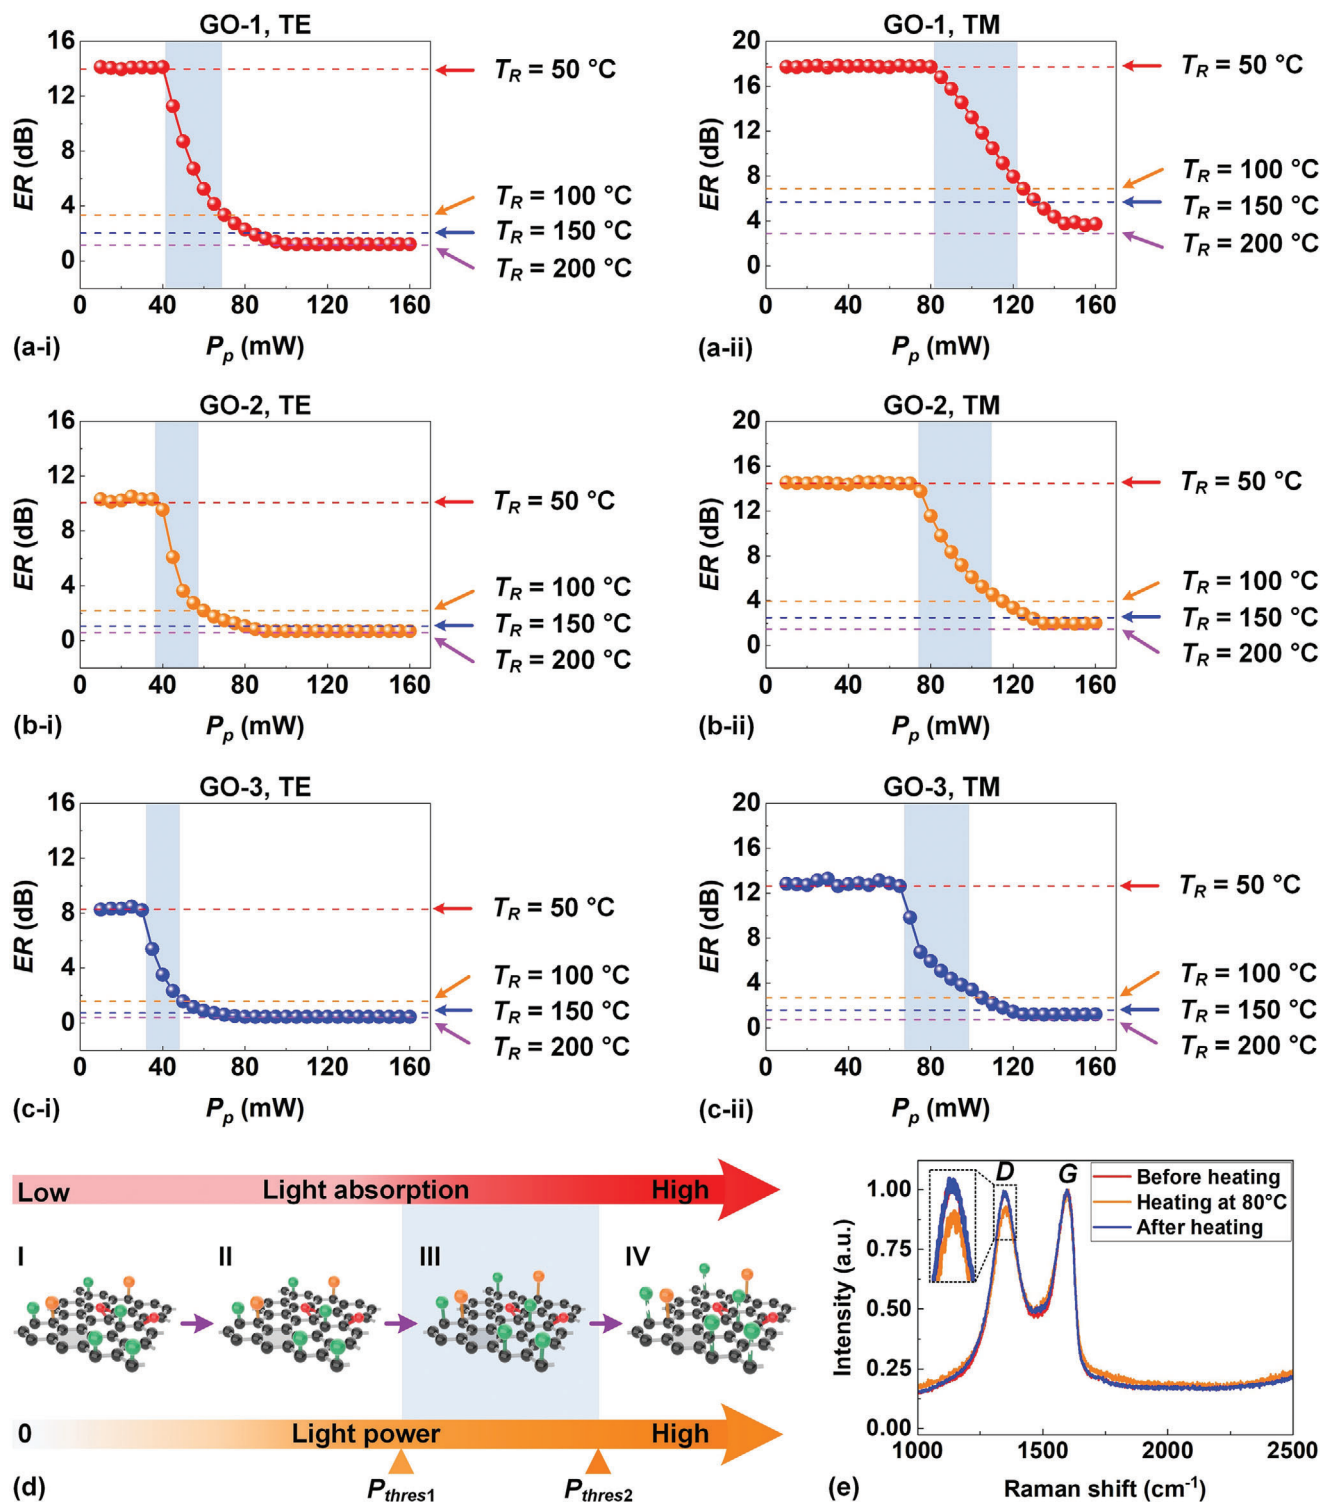 GO-1, TE
16
12
8
4
0
ER (dB)
0 40 80 120 160
P_p (mW)
T_R = 50 °C
T_R = 100 °C
T_R = 150 °C
T_R = 200 °C
(a-i)
GO-1, TM
20
16
12
8
4
0
ER (dB)
0 40 80 120 160
P_p (mW)
T_R = 50 °C
T_R = 100 °C
T_R = 150 °C
T_R = 200 °C
(a-ii)
GO-2, TE
16
12
8
4
0
ER (dB)
0 40 80 120 160
P_p (mW)
T_R = 50 °C
T_R = 100 °C
T_R = 150 °C
T_R = 200 °C
(b-i)
GO-2, TM
20
16
12
8
4
0
ER (dB)
0 40 80 120 160
P_p (mW)
T_R = 50 °C
T_R = 100 °C
T_R = 150 °C
T_R = 200 °C
(b-ii)
GO-3, TE
16
12
8
4
0
ER (dB)
0 40 80 120 160
P_p (mW)
T_R = 50 °C
T_R = 100 °C
T_R = 150 °C
T_R = 200 °C
(c-i)
GO-3, TM
20
16
12
8
4
0
ER (dB)
0 40 80 120 160
P_p (mW)
T_R = 50 °C
T_R = 100 °C
T_R = 150 °C
T_R = 200 °C
(c-ii)
Low Light absorption High
I II III IV
0 Light power High
P_thres1 P_thres2
(d)
D G
Before heating
Heating at 80°C
After heating
1.00
0.75
0.50
0.25
0.00
Intensity (a.u.)
1000 1500 2000 2500
Raman shift (cm⁻¹)
(e)